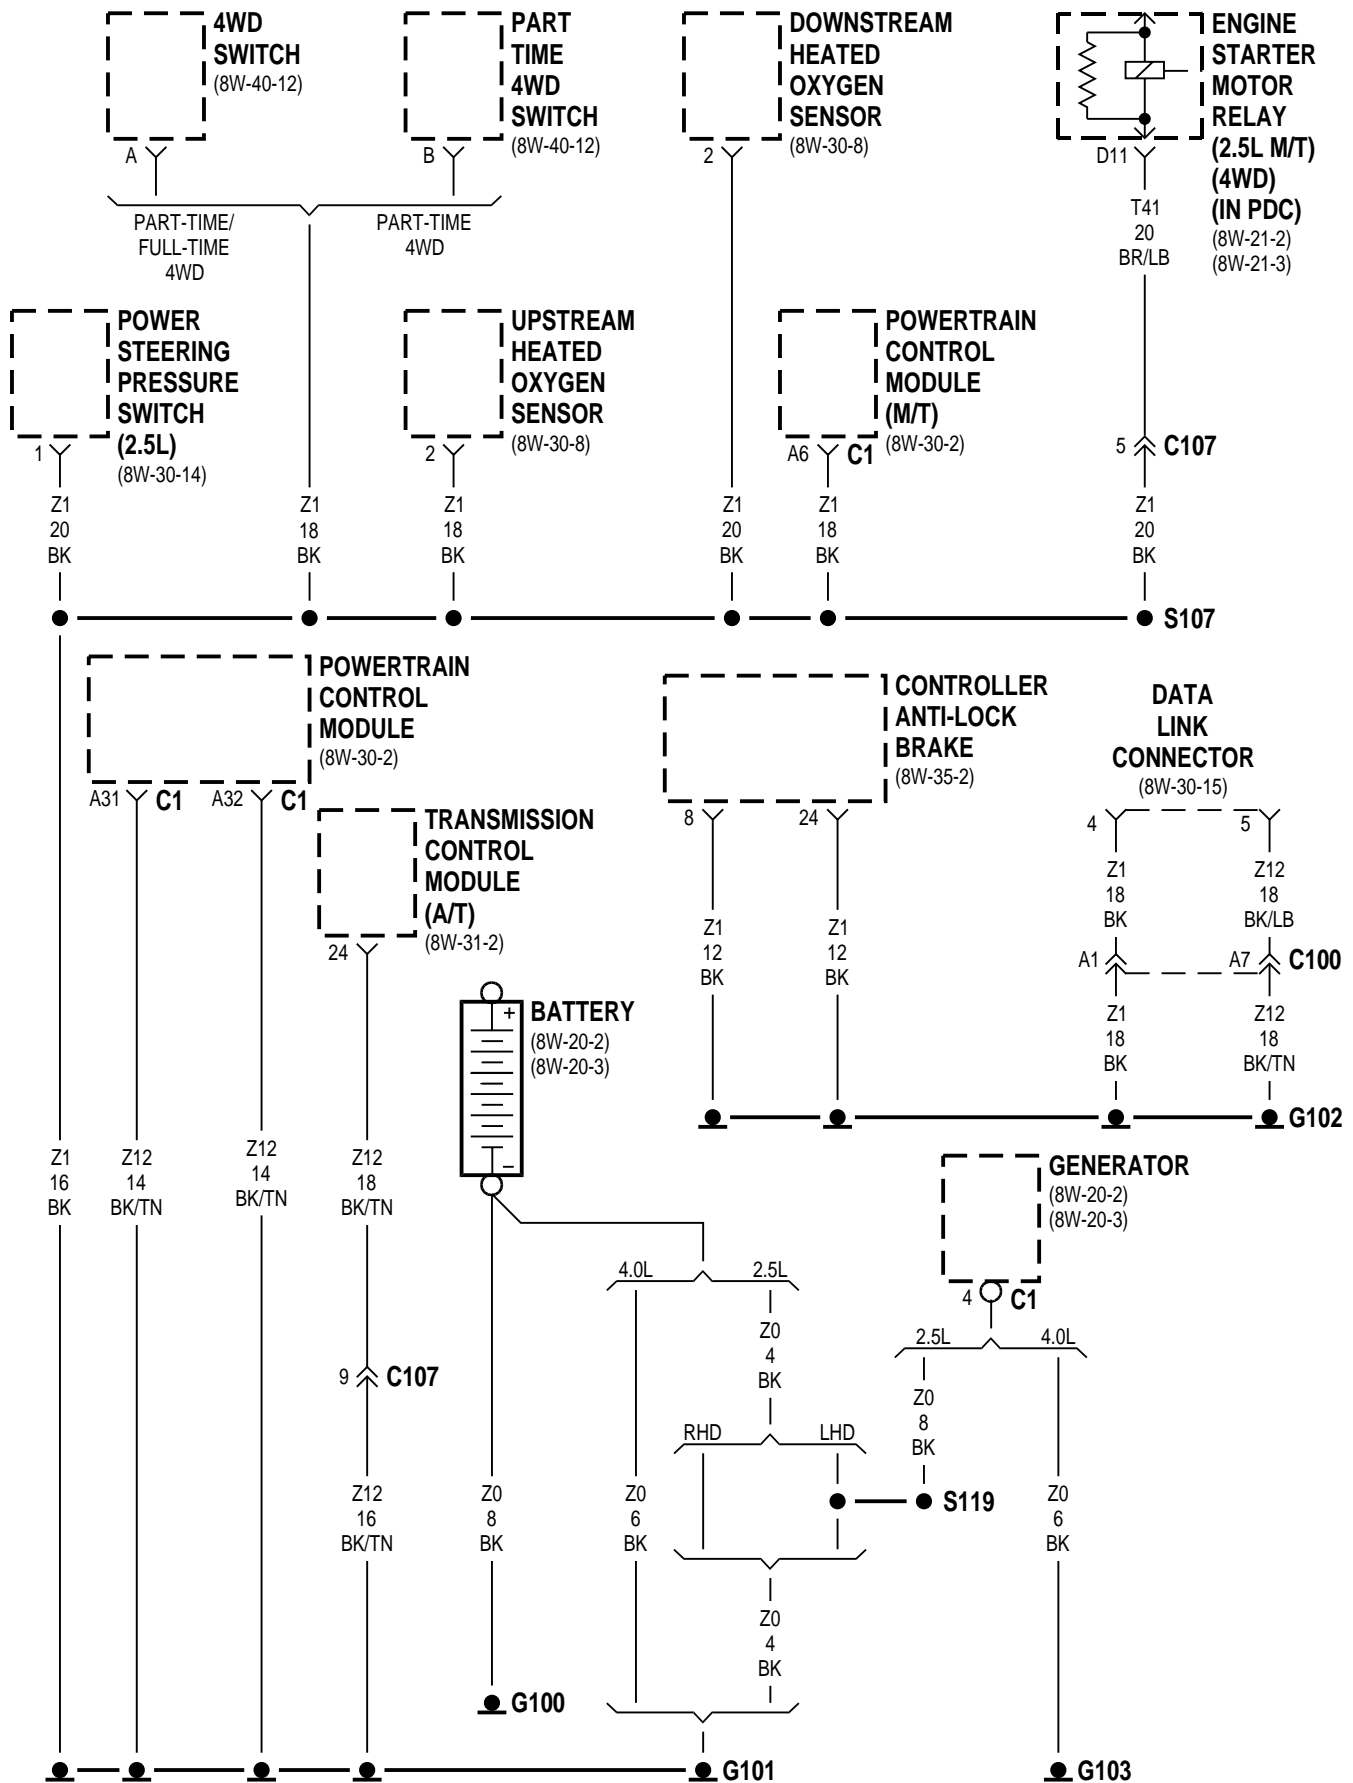 4WD
SWITCH
(8W-40-12)
A
PART
TIME
4WD
SWITCH
(8W-40-12)
B
DOWNSTREAM
HEATED
OXYGEN
SENSOR
(8W-30-8)
2
ENGINE
STARTER
MOTOR
RELAY
(2.5L M/T)
(4WD)
(IN PDC)
(8W-21-2)
(8W-21-3)
D11
T41
20
BR/LB
PART-TIME/
FULL-TIME
4WD
PART-TIME
4WD
POWER
STEERING
PRESSURE
SWITCH
(2.5L)
(8W-30-14)
1
UPSTREAM
HEATED
OXYGEN
SENSOR
(8W-30-8)
2
POWERTRAIN
CONTROL
MODULE
(M/T)
(8W-30-2)
A6
C1
5
C107
Z1
20
BK
Z1
18
BK
Z1
18
BK
Z1
20
BK
Z1
18
BK
Z1
20
BK
S107
POWERTRAIN
CONTROL
MODULE
(8W-30-2)
A31
C1
A32
C1
TRANSMISSION
CONTROL
MODULE
(A/T)
(8W-31-2)
24
CONTROLLER
ANTI-LOCK
BRAKE
(8W-35-2)
8
24
DATA
LINK
CONNECTOR
(8W-30-15)
4
5
Z1
18
BK
Z12
18
BK/LB
Z1
12
BK
Z1
12
BK
A1
A7
C100
Z1
18
BK
Z12
18
BK/TN
G102
BATTERY
(8W-20-2)
(8W-20-3)
+
–
Z1
16
BK
Z12
14
BK/TN
Z12
14
BK/TN
Z12
18
BK/TN
GENERATOR
(8W-20-2)
(8W-20-3)
4
C1
4.0L
2.5L
2.5L
4.0L
Z0
4
BK
9
C107
Z0
8
BK
RHD
LHD
S119
Z12
16
BK/TN
Z0
8
BK
Z0
6
BK
Z0
6
BK
Z0
4
BK
G100
G101
G103